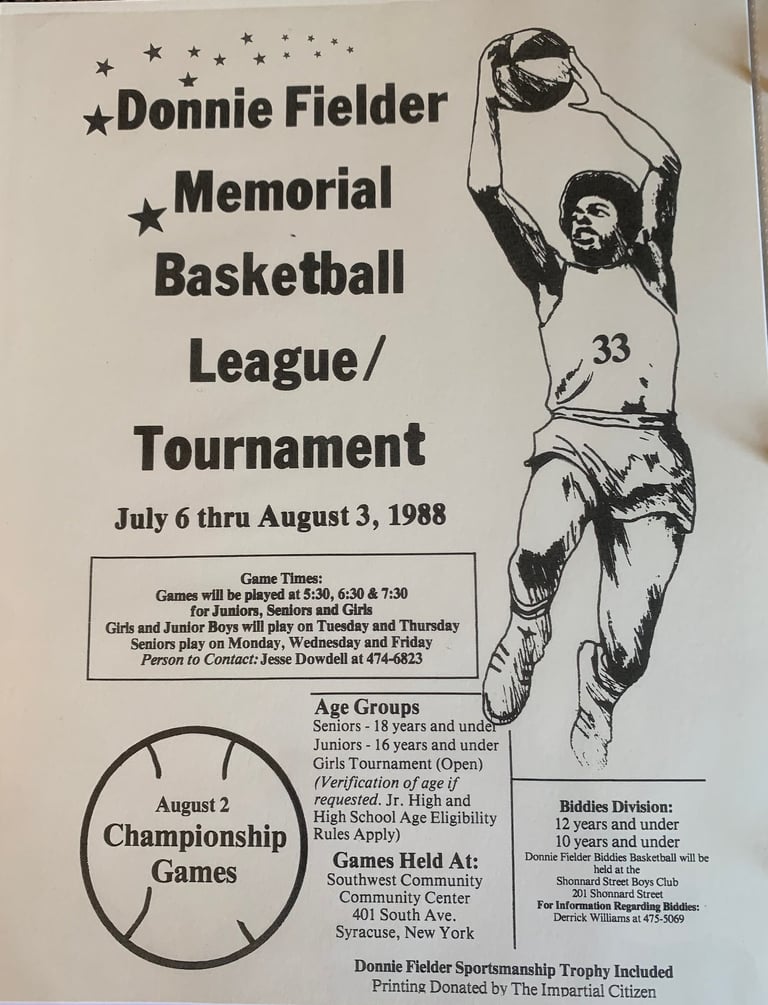 Donnie Fielder
Memorial
Basketball
League/
Tournament
July 6 thru August 3, 1988
33
Game Times:
Games will be played at 5:30, 6:30 & 7:30
for Juniors, Seniors and Girls
Girls and Junior Boys will play on Tuesday and Thursday
Seniors play on Monday, Wednesday and Friday
Person to Contact: Jesse Dowdell at 474-6823
August 2
Championship
Games
Age Groups
Seniors - 18 years and under
Juniors - 16 years and under
Girls Tournament (Open)
(Verification of age if
requested. Jr. High and
High School Age Eligibility
Rules Apply)
Games Held At:
Southwest Community
Community Center
401 South Ave.
Syracuse, New York
Biddies Division:
12 years and under
10 years and under
Donnie Fielder Biddies Basketball will be
held at the
Shonnard Street Boys Club
201 Shonnard Street
For Information Regarding Biddies:
Derrick Williams at 475-5069
Donnie Fielder Sportsmanship Trophy Included
Printing Donated by The Impartial Citizen